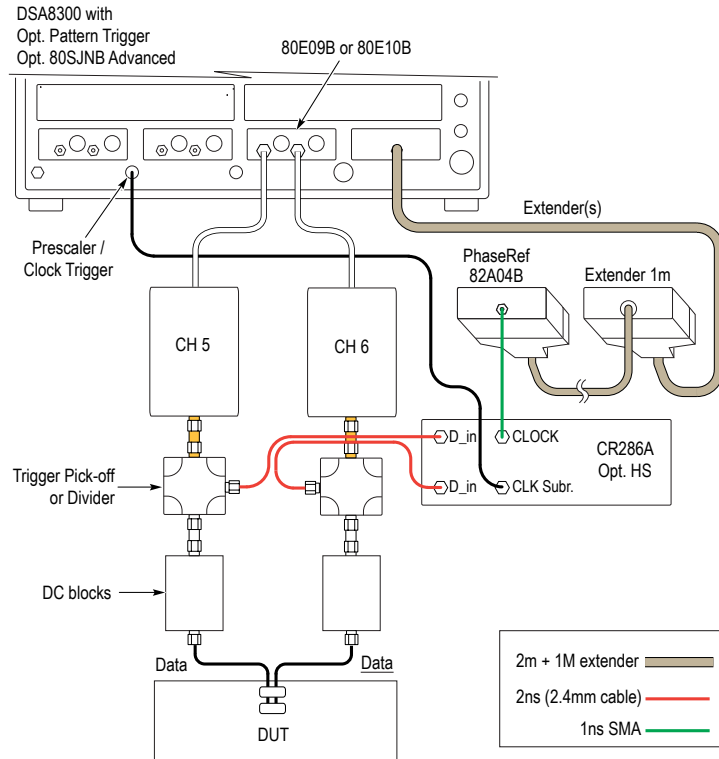 DSA8300 with
Opt. Pattern Trigger
Opt. 80SJNB Advanced
80E09B or 80E10B
Prescaler /
Clock Trigger
Extender(s)
PhaseRef
82A04B
Extender 1m
CH 5
CH 6
D_in
CLOCK
CR286A
Opt. HS
D_in
CLK Subr.
Trigger Pick-off
or Divider
DC blocks
Data
Data
DUT
2m + 1M extender
2ns (2.4mm cable)
1ns SMA